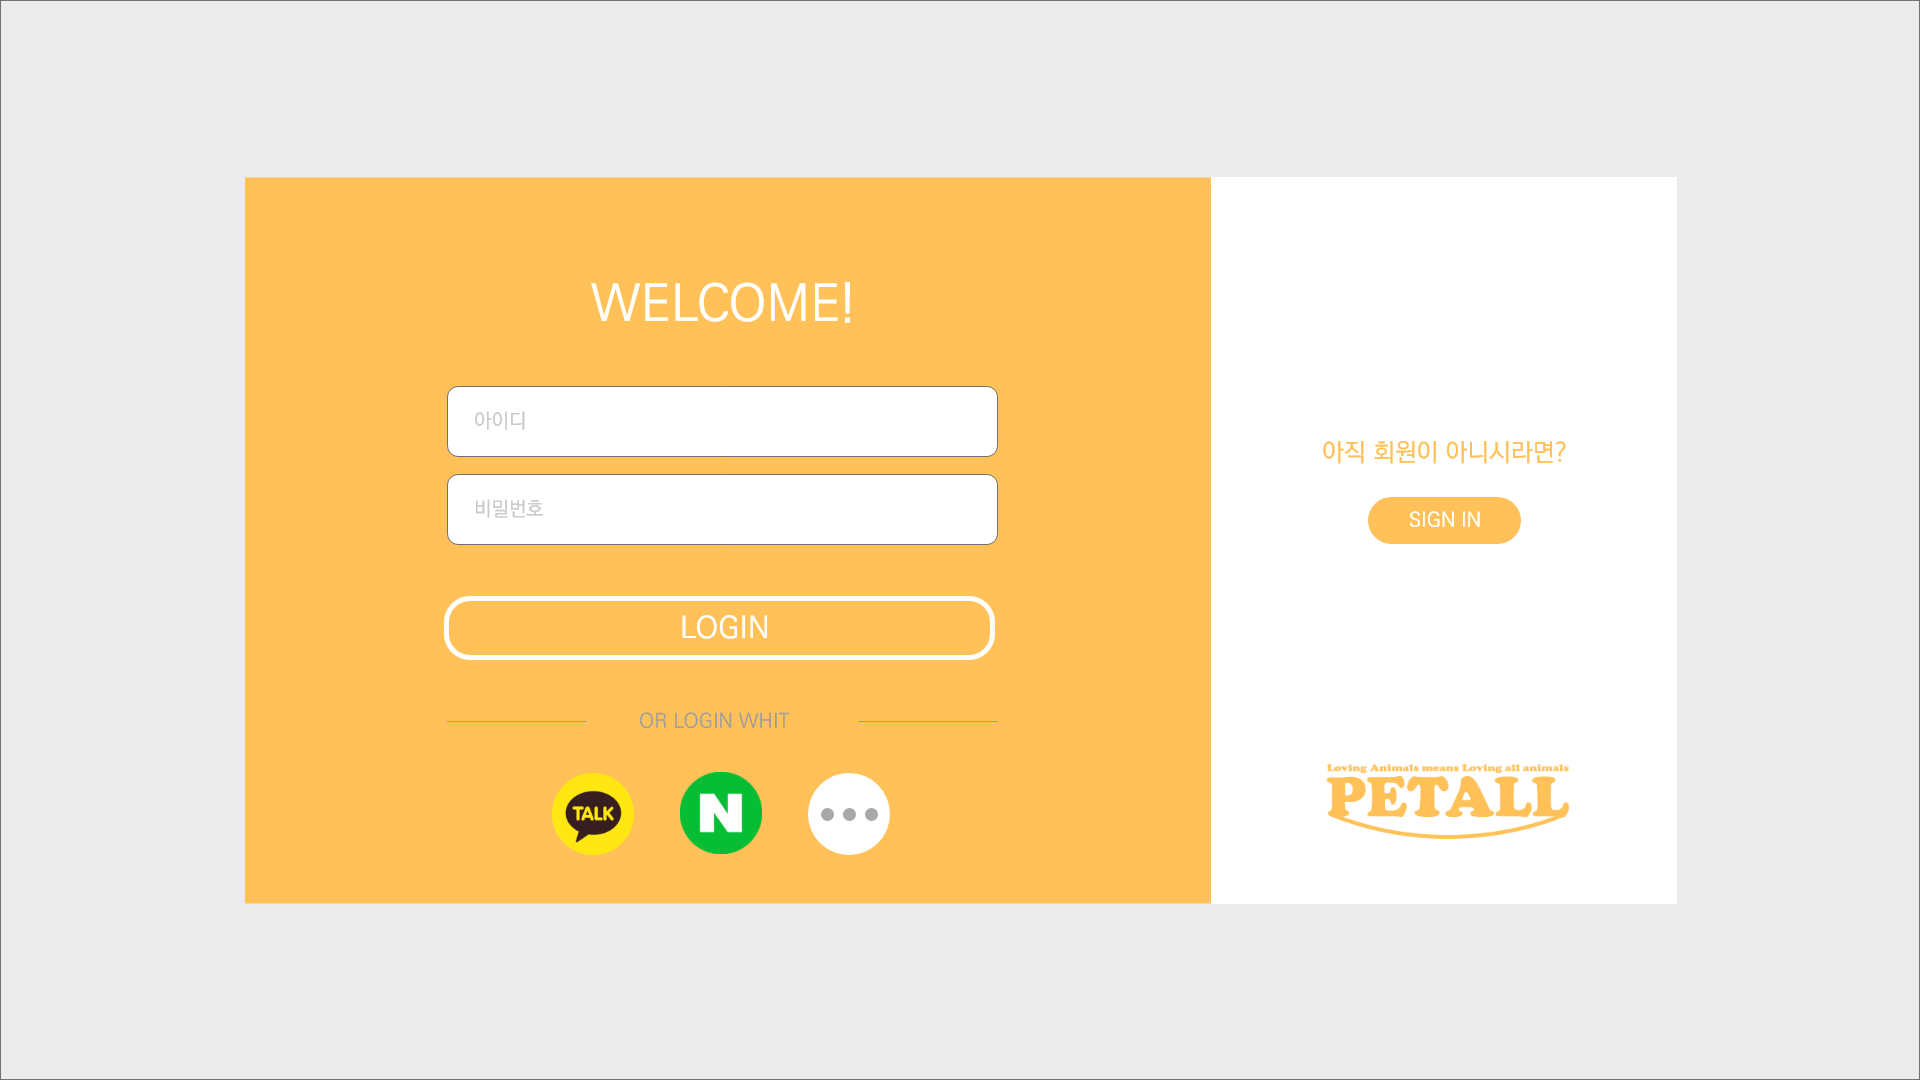 WELCOME!
아이디
비밀번호
LOGIN
OR LOGIN WHIT
TALK
N
아직 회원이 아니시라면?
SIGN IN
Loving Animals means Loving all animals
PETALL